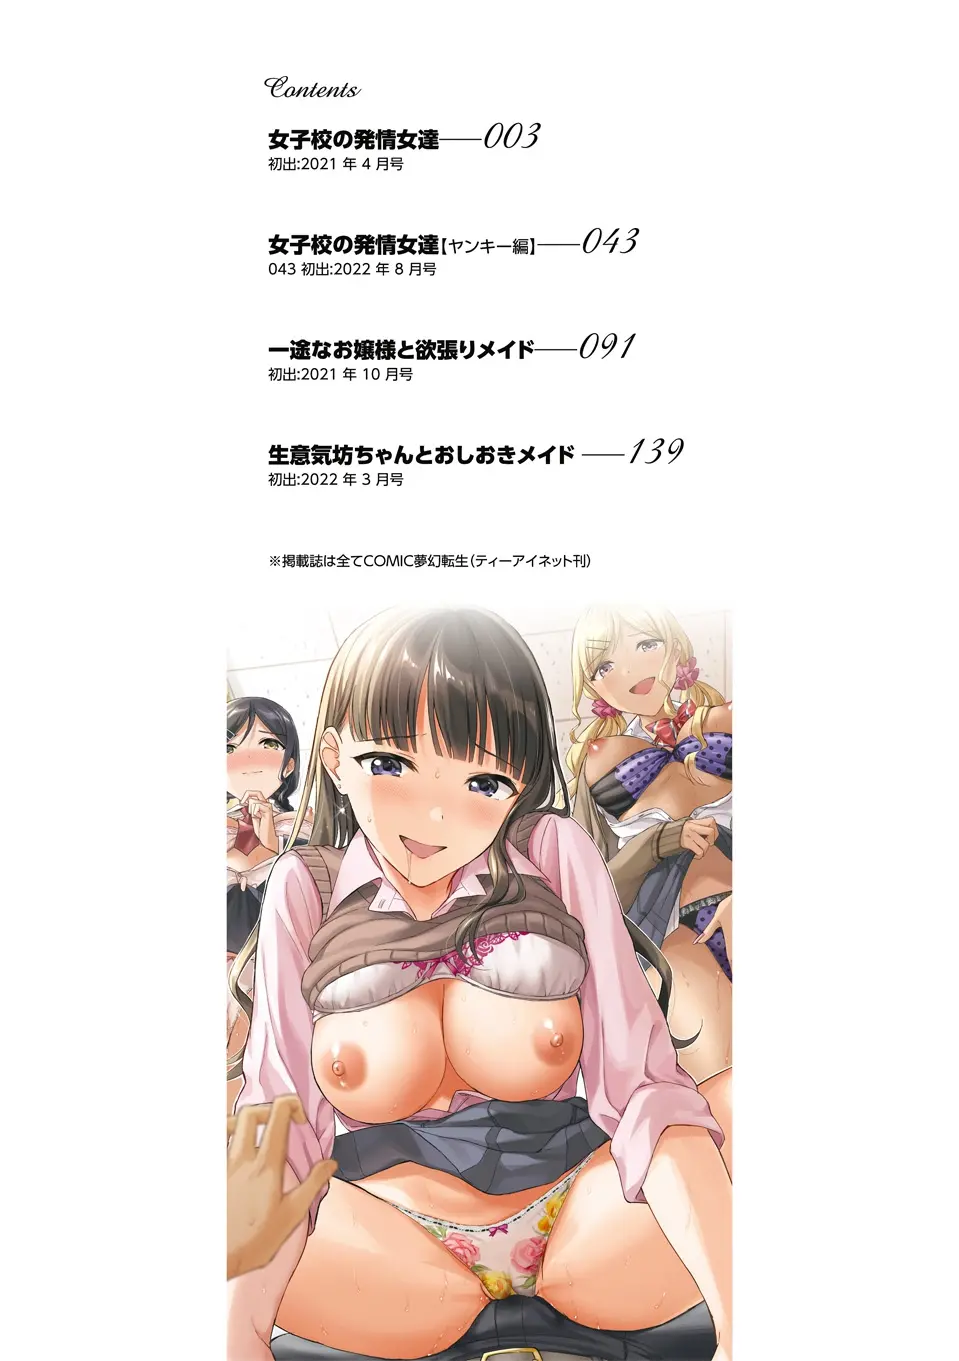 Contents
女子校の発情女達――003
初出:2021 年 4 月号
女子校の発情女達【ヤンキー編】――043
043 初出:2022 年 8 月号
一途なお嬢様と欲張りメイド――091
初出:2021 年 10 月号
生意気坊ちゃんとおしおきメイド ――139
初出:2022 年 3 月号
※掲載誌は全てCOMIC夢幻転生（ティーアイネット刊）